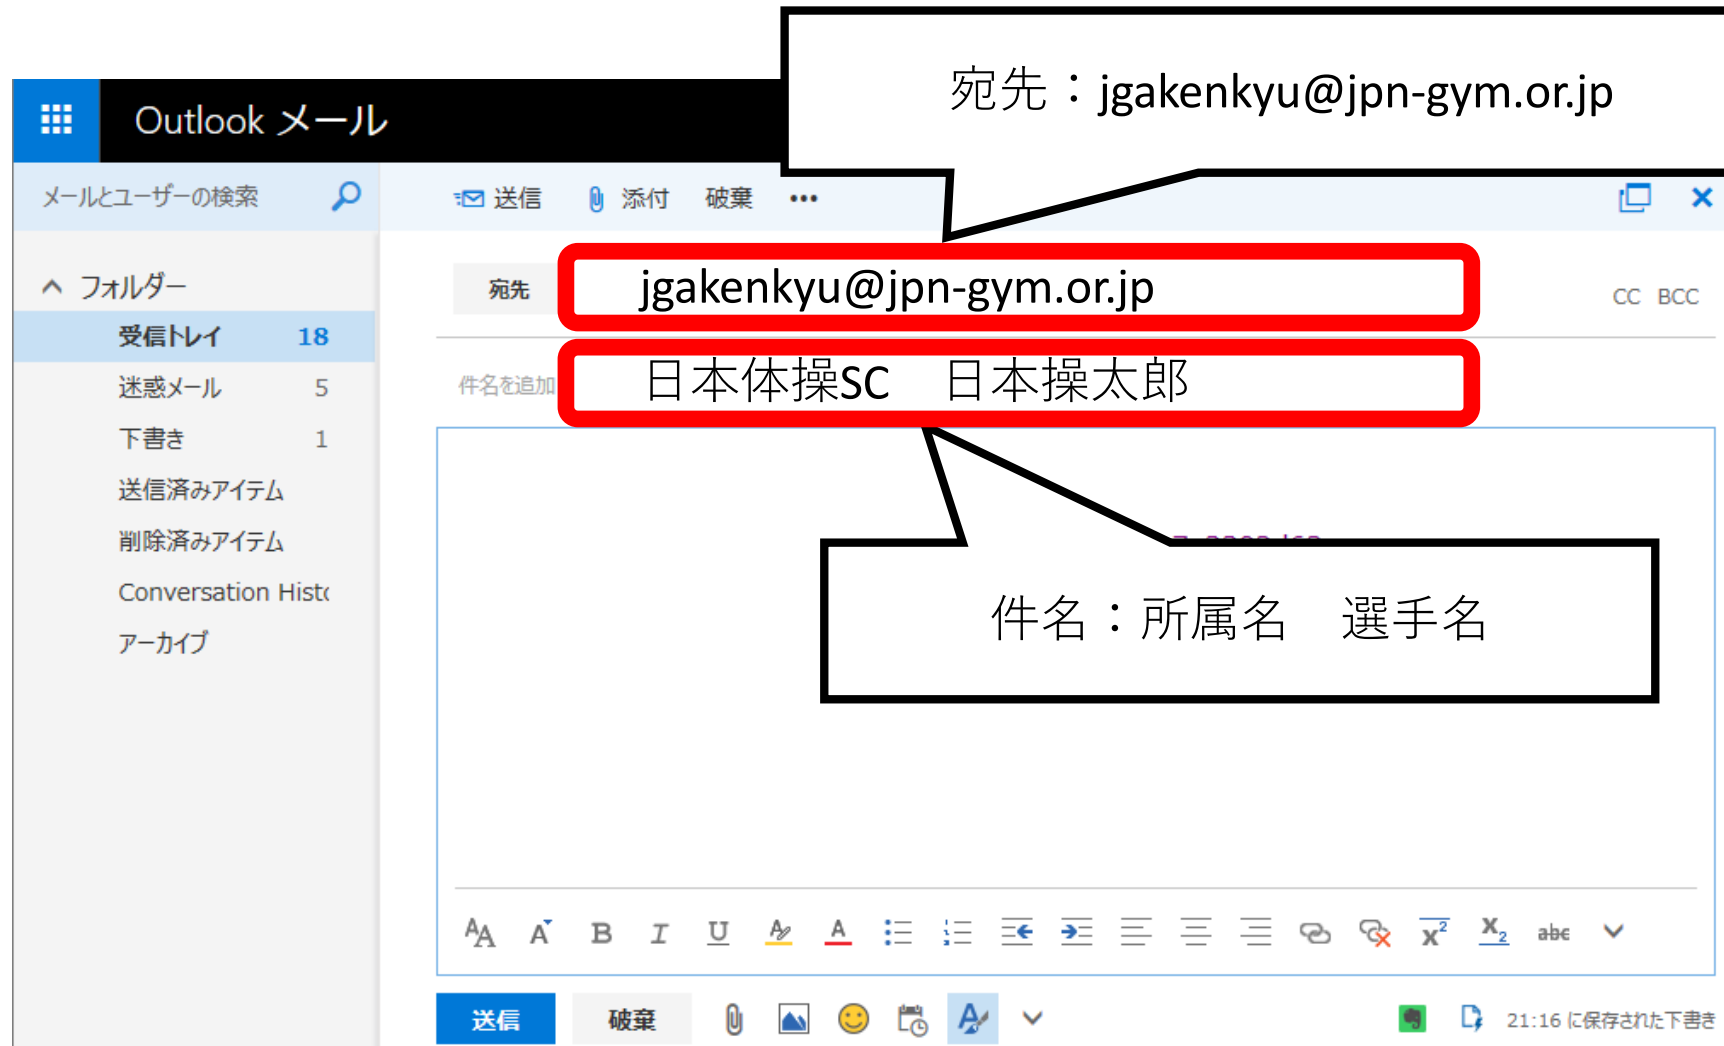 宛先：jgakenkyu@jpn-gym.or.jp
Outlook メール
メールとユーザーの検索
送信 添付 破棄 •••
フォルダー
受信トレイ 18
迷惑メール 5
下書き 1
送信済みアイテム
削除済みアイテム
Conversation Histo
アーカイブ
宛先 jgakenkyu@jpn-gym.or.jp CC BCC
件名を追加 日本体操SC　日本操太郎
件名：所属名　選手名
AA A B I U A A x² X₂ abc
送信 破棄 21:16 に保存された下書き